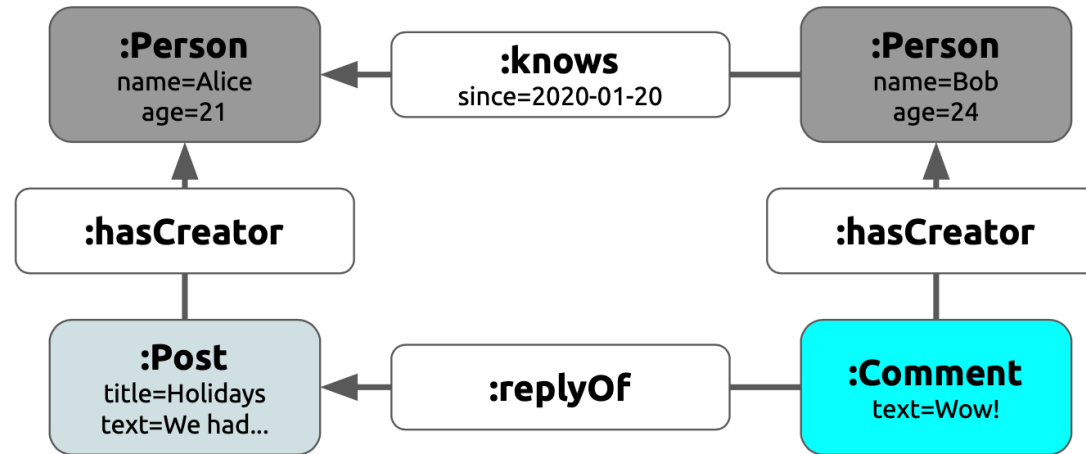 :Person
name=Alice
age=21
:knows
since=2020-01-20
:Person
name=Bob
age=24
:hasCreator
:hasCreator
:Post
title=Holidays
text=We had...
:replyOf
:Comment
text=Wow!